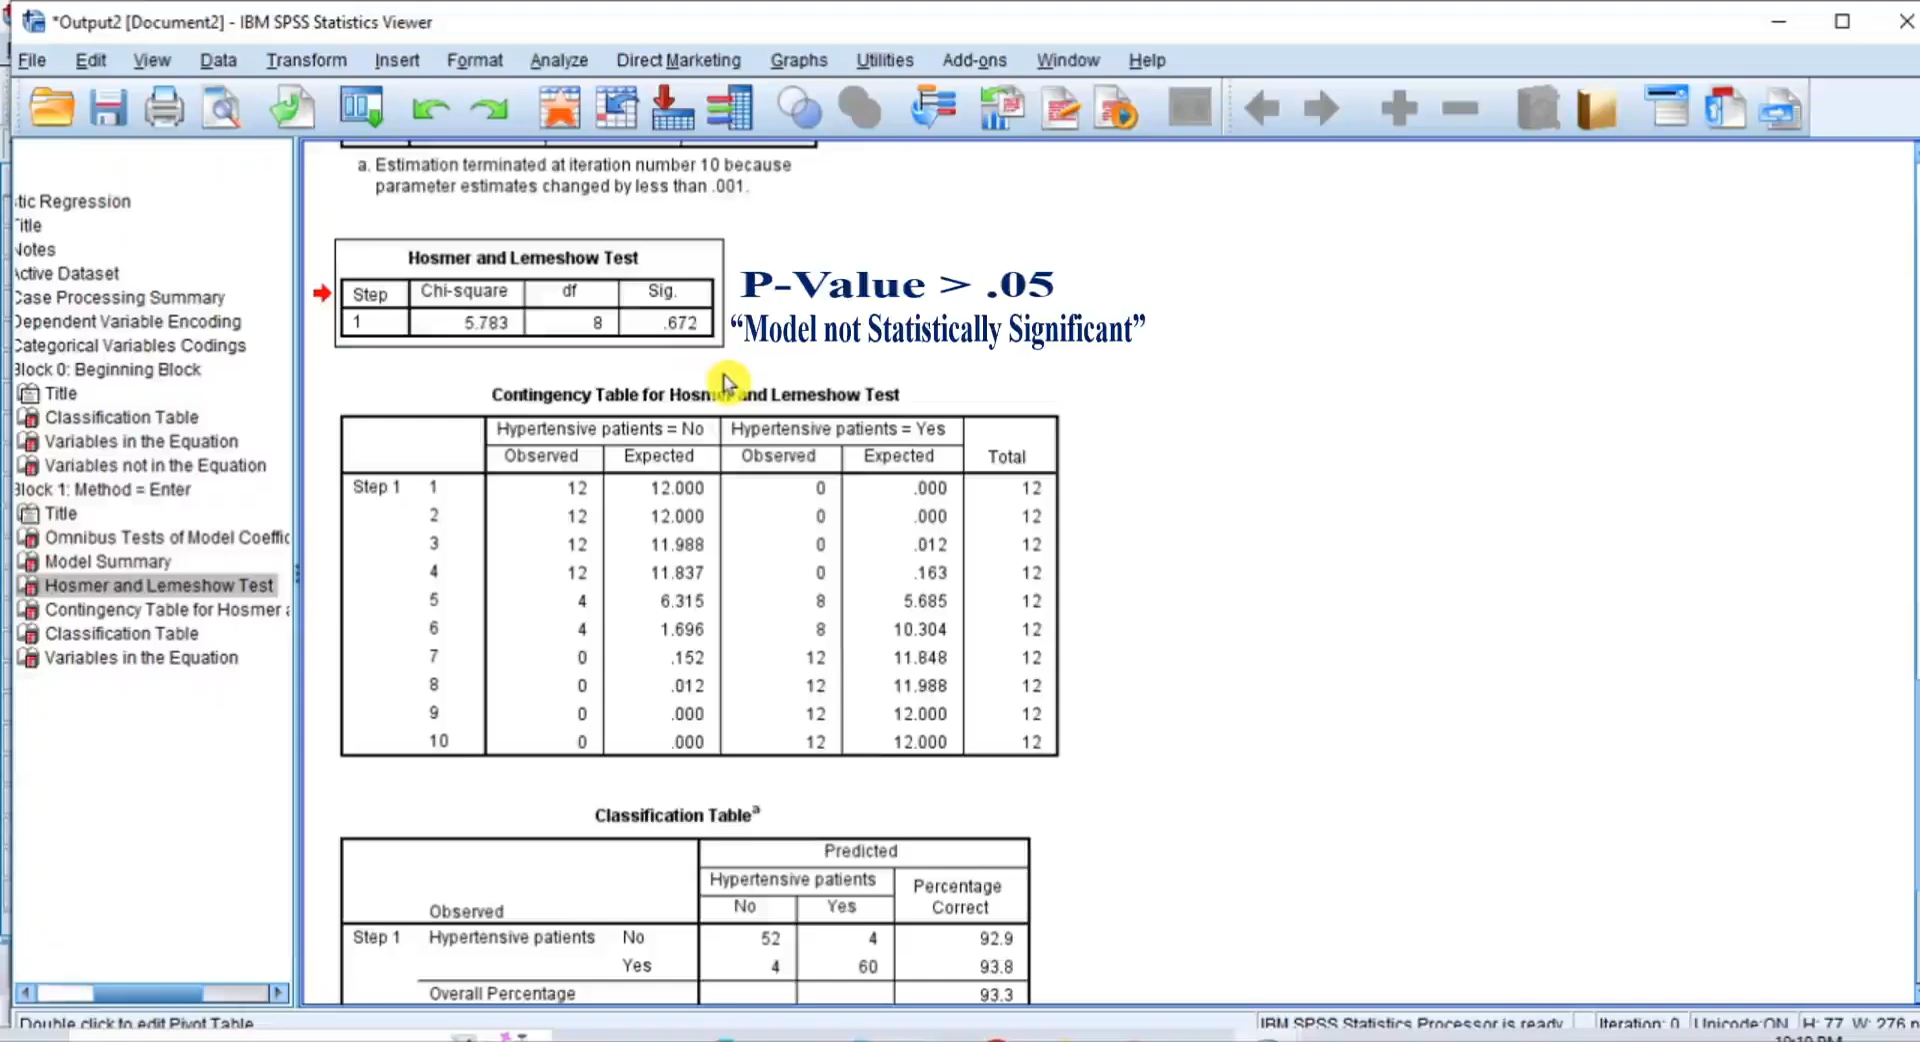 *Output2 [Document2] - IBM SPSS Statistics Viewer
File Edit View Data Transform Insert Format Analyze Direct Marketing Graphs Utilities Add-ons Window Help
tic Regression
Title
Notes
Active Dataset
Case Processing Summary
Dependent Variable Encoding
Categorical Variables Codings
Block 0: Beginning Block
Title
Classification Table
Variables in the Equation
Variables not in the Equation
Block 1: Method = Enter
Title
Omnibus Tests of Model Coeffic
Model Summary
Hosmer and Lemeshow Test
Contingency Table for Hosmer a
Classification Table
Variables in the Equation
a. Estimation terminated at iteration number 10 because
parameter estimates changed by less than .001.
Hosmer and Lemeshow Test
Step Chi-square df Sig.
1 5.783 8 .672
P-Value > .05
“Model not Statistically Significant”
Contingency Table for Hosmer and Lemeshow Test
Hypertensive patients = No Hypertensive patients = Yes
Observed Expected Observed Expected Total
Step 1 1 12 12.000 0 .000 12
2 12 12.000 0 .000 12
3 12 11.988 0 .012 12
4 12 11.837 0 .163 12
5 4 6.315 8 5.685 12
6 4 1.696 8 10.304 12
7 0 .152 12 11.848 12
8 0 .012 12 11.988 12
9 0 .000 12 12.000 12
10 0 .000 12 12.000 12
Classification Tableª
Predicted
Hypertensive patients Percentage
Observed No Yes Correct
Step 1 Hypertensive patients No 52 4 92.9
Yes 4 60 93.8
Overall Percentage 93.3
Double click to edit Pivot Table
IBM SPSS Statistics Processor is ready Iteration: 0 Unicode:ON H: 77, W: 276 p